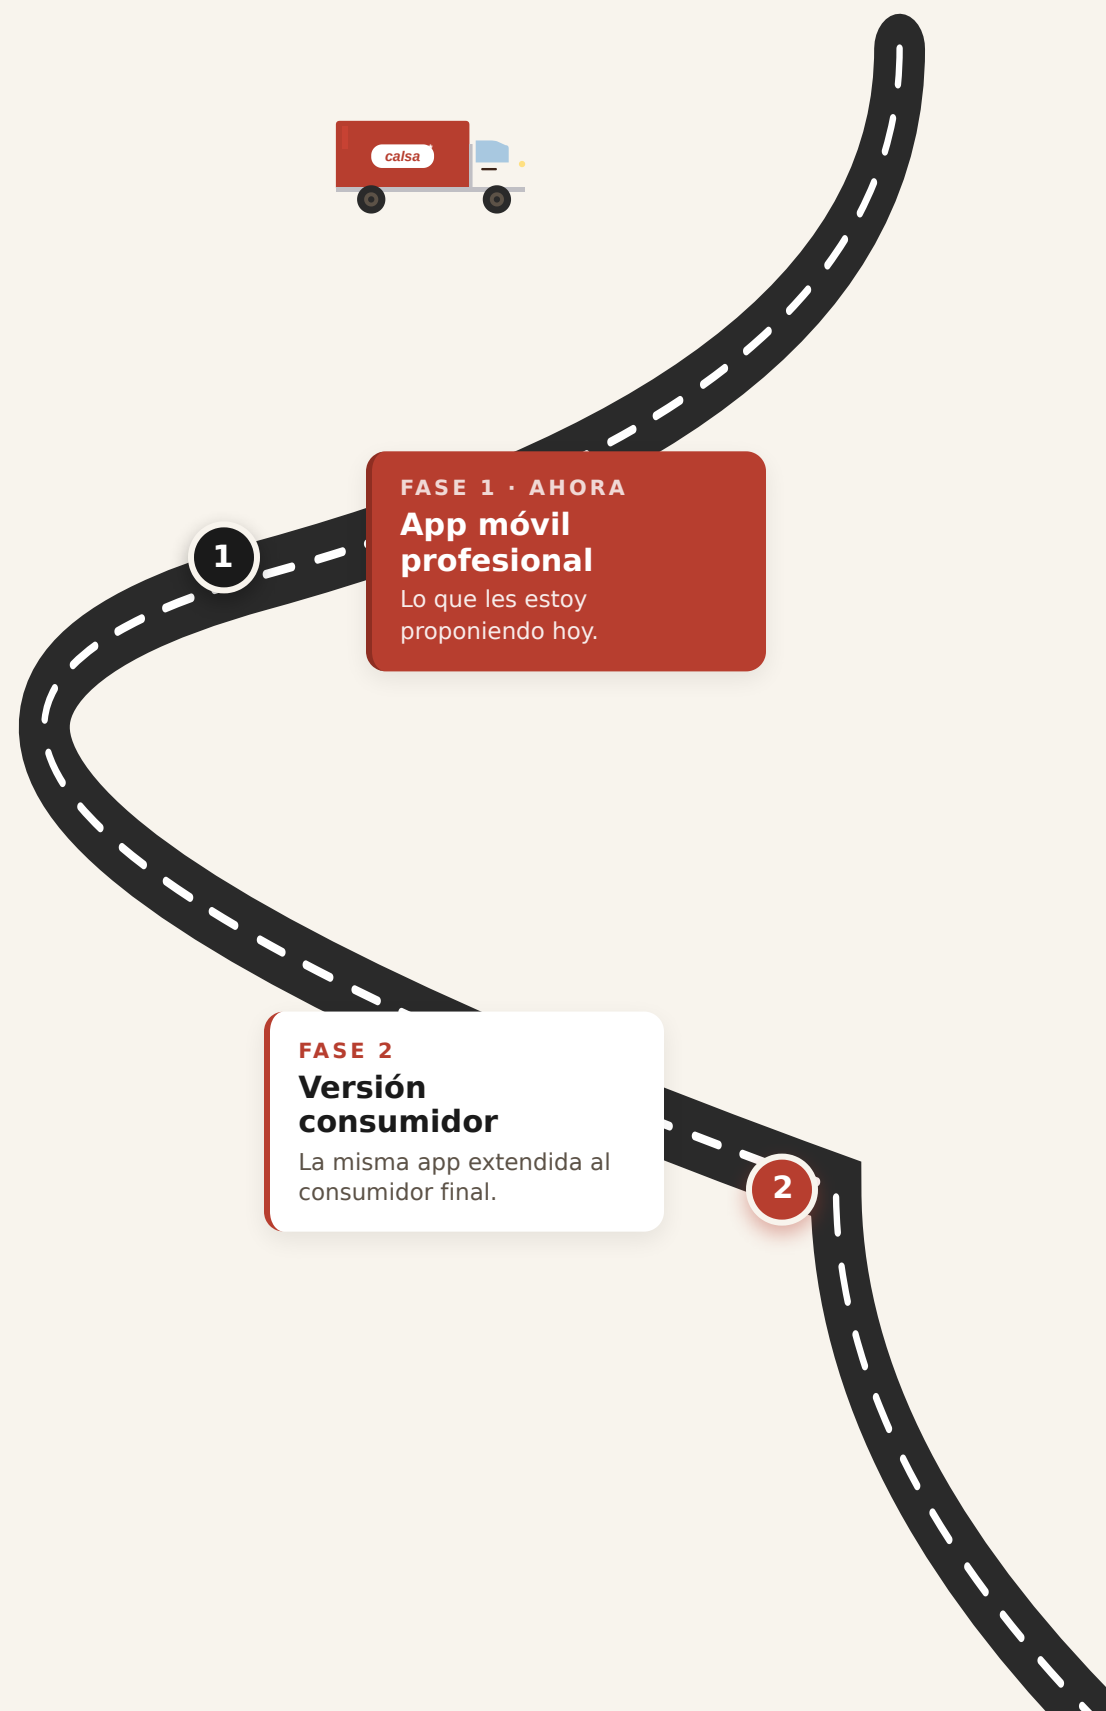 calsa
FASE 1 · AHORA
App móvil
profesional
Lo que les estoy
proponiendo hoy.
1
FASE 2
Versión
consumidor
La misma app extendida al
consumidor final.
2